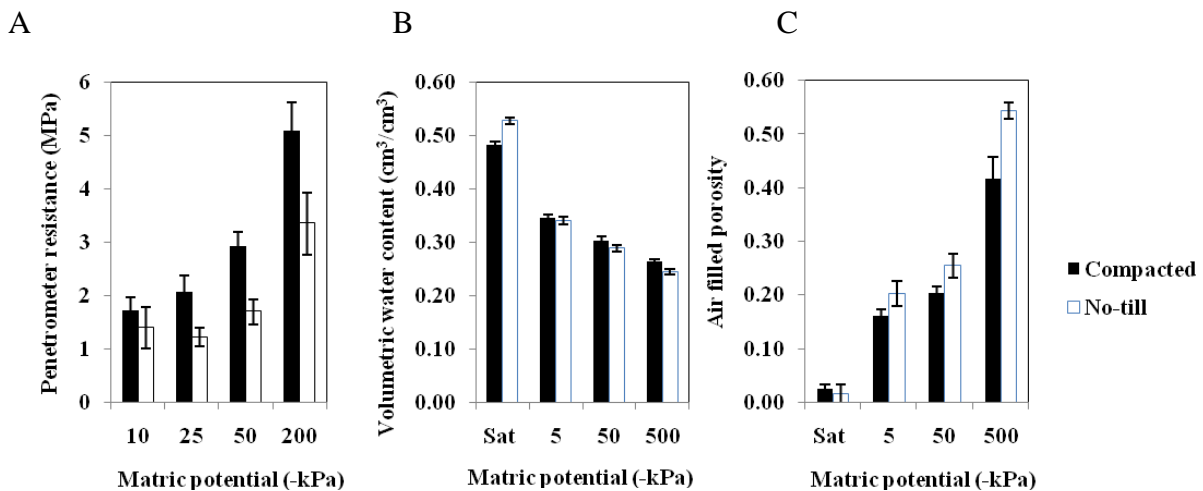 A
B
C
Penetrometer resistance (MPa)
6
5
4
3
2
1
0
10 25 50 200
Matric potential (-kPa)
Volumetric water content (cm³/cm³)
0.60
0.50
0.40
0.30
0.20
0.10
0.00
Sat 5 50 500
Matric potential (-kPa)
Air filled porosity
0.60
0.50
0.40
0.30
0.20
0.10
0.00
Sat 5 50 500
Matric potential (-kPa)
Compacted
No-till